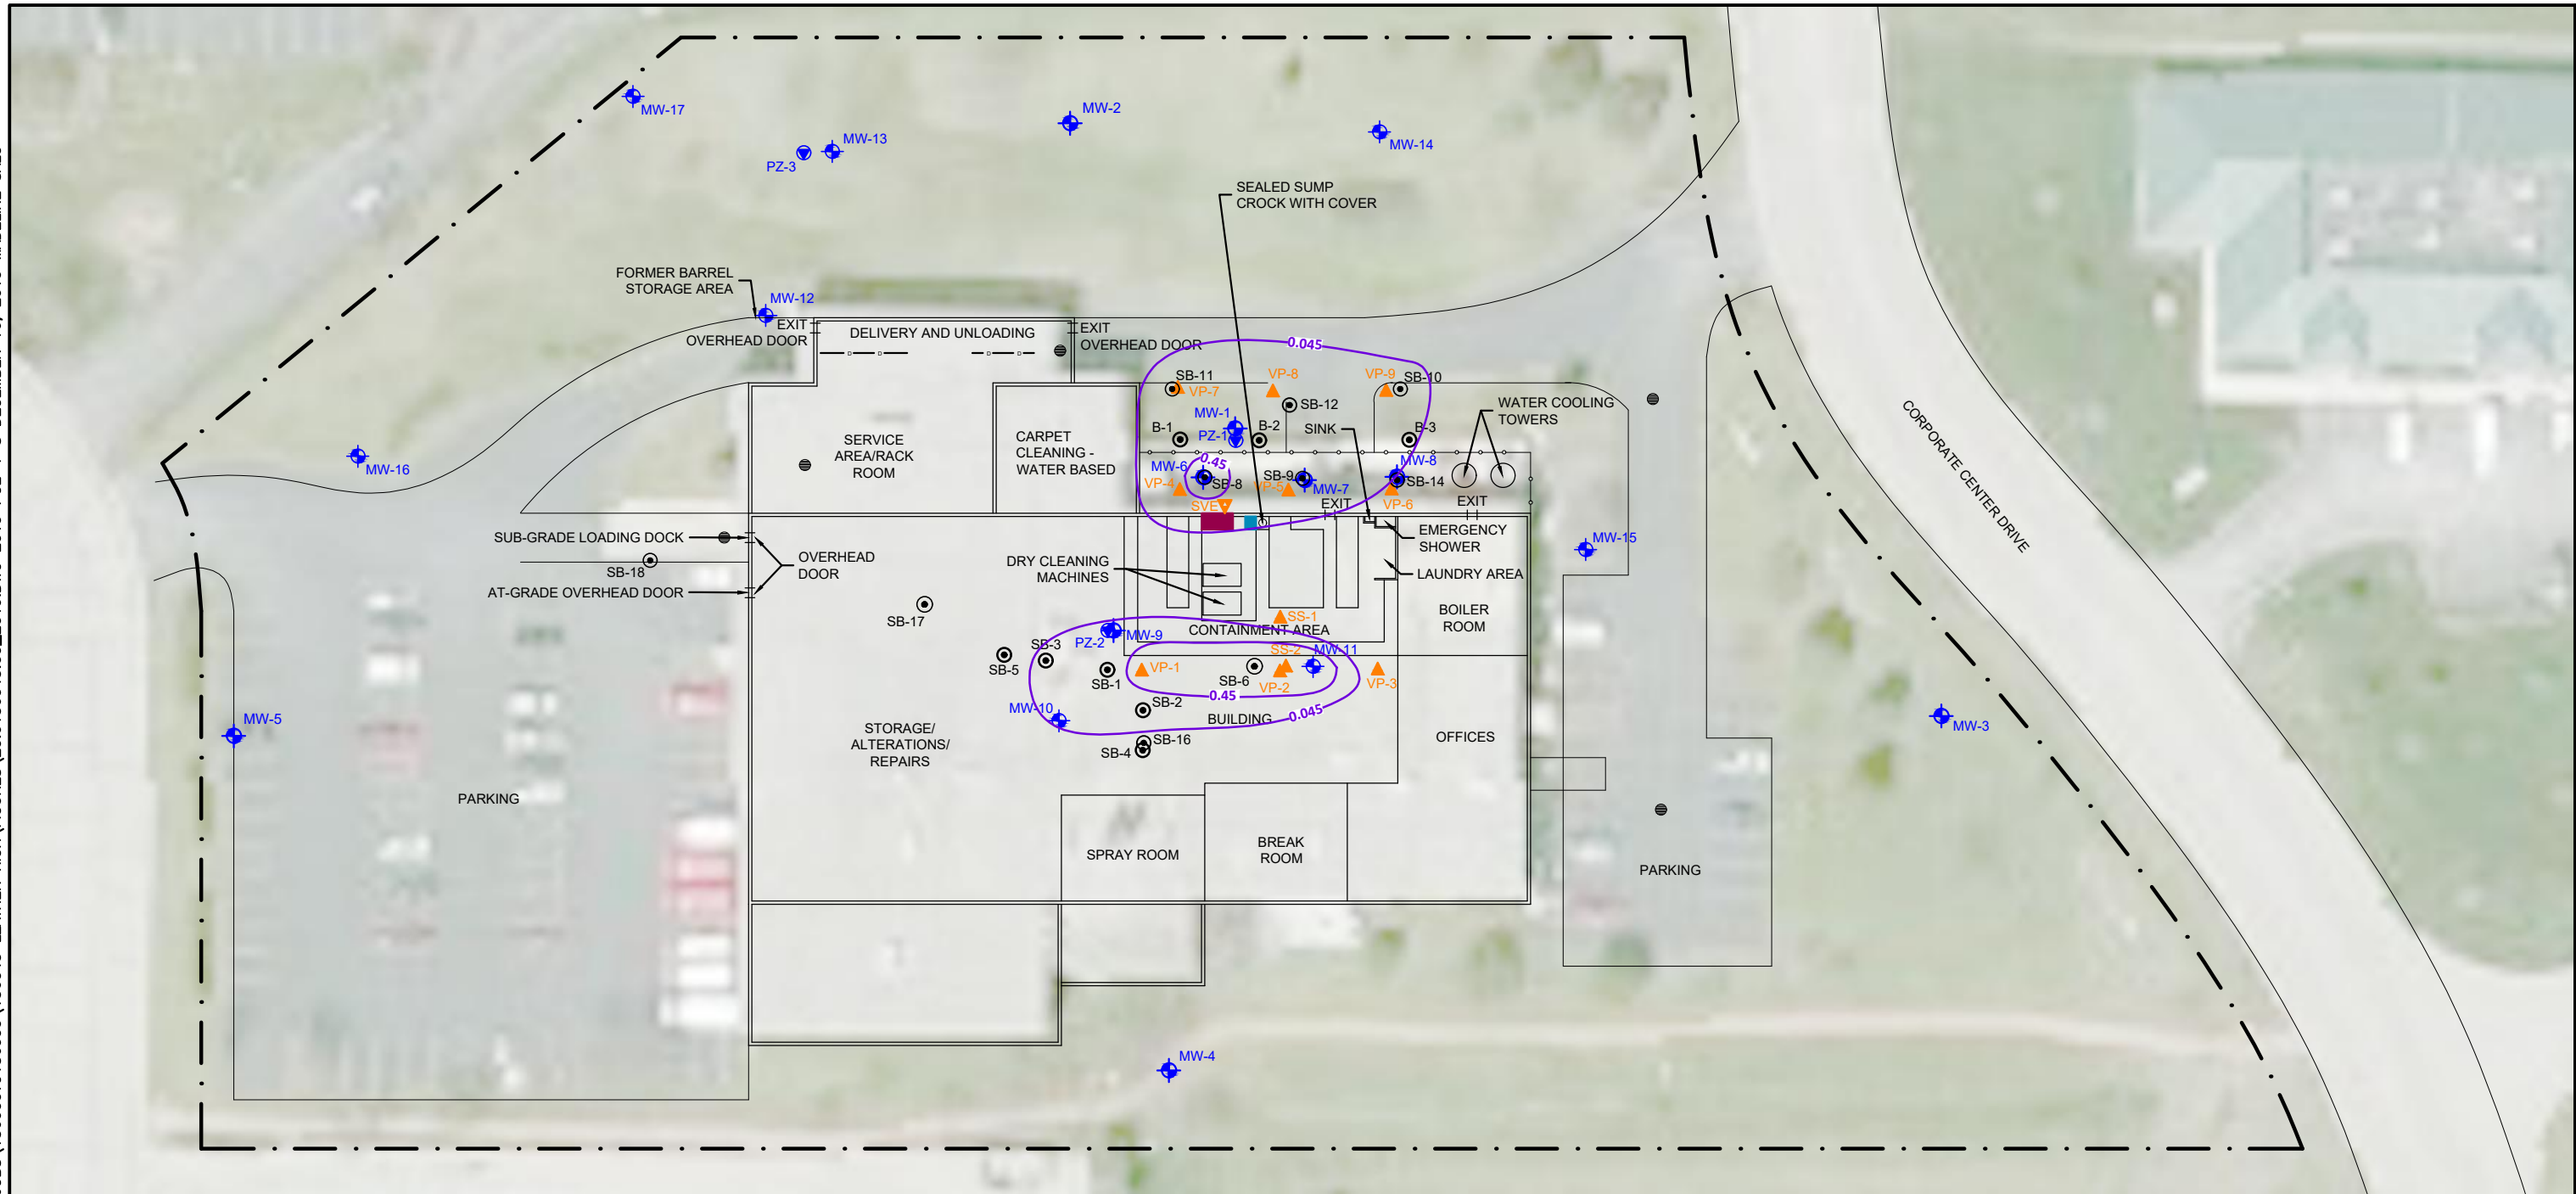 MW-17
MW-2
MW-13
MW-14
PZ-3
SEALED SUMP
CROCK WITH COVER
FORMER BARREL
STORAGE AREA
MW-12
EXIT
OVERHEAD DOOR
DELIVERY AND UNLOADING
EXIT
OVERHEAD DOOR
0.045
SB-11
VP-7
VP-8
VP-9
SB-10
SB-12
MW-1
PZ-1
B-1
B-2
SINK
B-3
WATER COOLING
TOWERS
CORPORATE CENTER DRIVE
SERVICE
AREA/RACK
ROOM
CARPET
CLEANING -
WATER BASED
MW-16
0.45
MW-6
SB-8
VP-4
SB-9
VP-5
MW-7
MW-8
SB-14
VP-6
SVE
EXIT
EXIT
SUB-GRADE LOADING DOCK
OVERHEAD
DOOR
SB-18
AT-GRADE OVERHEAD DOOR
DRY CLEANING
MACHINES
EMERGENCY
SHOWER
LAUNDRY AREA
MW-15
SB-17
SS-1
CONTAINMENT AREA
BOILER
ROOM
PZ-2
MW-9
SB-3
SB-5
SB-1
VP-1
SB-6
SS-2
VP-2
MW-11
VP-3
0.45
MW-10
SB-2
BUILDING
0.045
SB-16
SB-4
MW-5
MW-3
STORAGE/
ALTERATIONS/
REPAIRS
OFFICES
PARKING
SPRAY ROOM
BREAK
ROOM
PARKING
MW-4